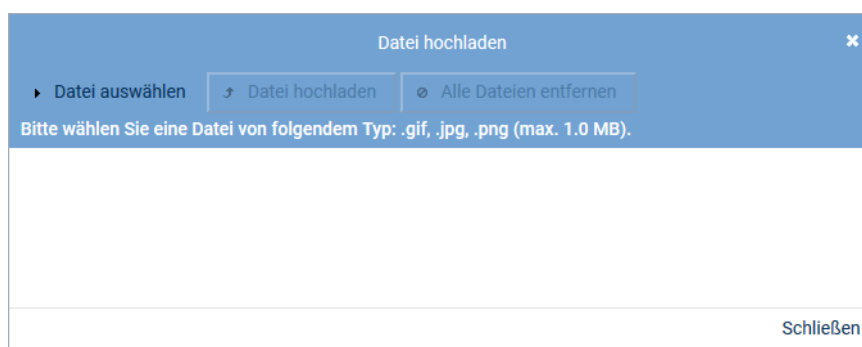 Datei hochladen
Datei auswählen Datei hochladen Alle Dateien entfernen
Bitte wählen Sie eine Datei von folgendem Typ: .gif, .jpg, .png (max. 1.0 MB).
Schließen